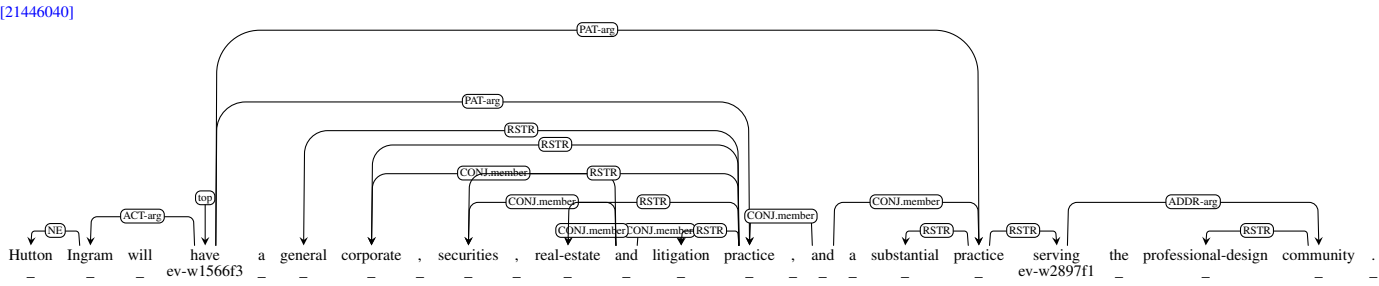 [21446040]
PAT-arg
PAT-arg
RSTR
RSTR
CONJ.member RSTR
top CONJ.member RSTR CONJ.member ADDR-arg
ACT-arg CONJ.member
NE CONJ.member CONJ.member RSTR RSTR RSTR RSTR
Hutton Ingram will have a general corporate , securities , real-estate and litigation practice , and a substantial practice serving the professional-design community .
_ _ _ ev-w1566f3 _ _ _ _ _ _ _ _ _ _ _ _ _ _ _ ev-w2897f1 _ _ _ _